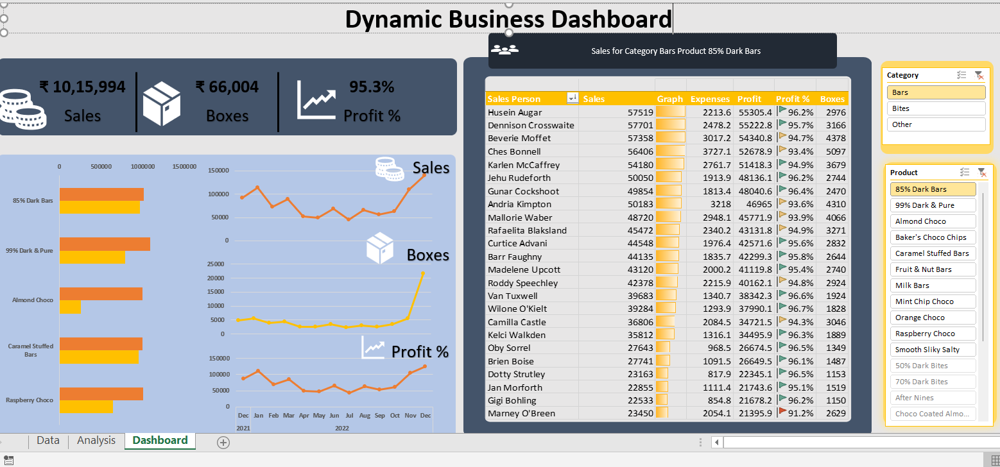 Dynamic Business Dashboard
Sales for Category Bars Product 85% Dark Bars
₹ 10,15,994
Sales
₹ 66,004
Boxes
95.3%
Profit %
0 500000 1000000 1500000
85% Dark Bars
99% Dark & Pure
Almond Choco
Caramel Stuffed
Bars
Raspberry Choco
Sales
150000
100000
50000
0
Boxes
25000
20000
15000
10000
5000
0
Profit %
150000
100000
50000
0
Dec Jan Feb Mar Apr May Jun Jul Aug Sep Oct Nov Dec
2021 2022
Sales Person Sales Graph Expenses Profit Profit % Boxes
Husein Augar 57519 2213.6 55305.4 96.2% 2976
Dennison Crosswaite 57701 2478.2 55222.8 95.7% 3166
Beverie Moffet 57358 3017.2 54340.8 94.7% 4378
Ches Bonnell 56406 3727.1 52678.9 93.4% 5097
Karlen McCaffrey 54180 2761.7 51418.3 94.9% 3679
Jehu Rudeforth 50050 1913.9 48136.1 96.2% 2744
Gunar Cockshoot 49854 1813.4 48040.6 96.4% 2470
Andria Kimpton 50183 3218 46965 93.6% 4310
Mallorie Waber 48720 2948.1 45771.9 93.9% 4066
Rafaelita Blaksland 45472 2340.2 43131.8 94.9% 3271
Curtice Advani 44548 1976.4 42571.6 95.6% 2832
Barr Faughny 44135 1835.7 42299.3 95.8% 2644
Madelene Upcott 43120 2000.2 41119.8 95.4% 2740
Roddy Speechley 42378 2215.9 40162.1 94.8% 2924
Van Tuxwell 39683 1340.7 38342.3 96.6% 1924
Wilone O'Kielt 39284 1293.9 37990.1 96.7% 1828
Camilla Castle 36806 2084.5 34721.5 94.3% 3046
Kelci Walkden 35812 1316.1 34495.9 96.3% 1889
Oby Sorrel 27643 968.5 26674.5 96.5% 1349
Brien Boise 27741 1091.5 26649.5 96.1% 1487
Dotty Strutley 23163 817.9 22345.1 96.5% 1153
Jan Morforth 22855 1111.4 21743.6 95.1% 1519
Gigi Bohling 22533 854.8 21678.2 96.2% 1150
Marney O'Breen 23450 2054.1 21395.9 91.2% 2629
Category
Bars
Bites
Other
Product
85% Dark Bars
99% Dark & Pure
Almond Choco
Baker's Choco Chips
Caramel Stuffed Bars
Fruit & Nut Bars
Milk Bars
Mint Chip Choco
Orange Choco
Raspberry Choco
Smooth Sliky Salty
50% Dark Bites
70% Dark Bites
After Nines
Choco Coated Almo...
Data Analysis Dashboard